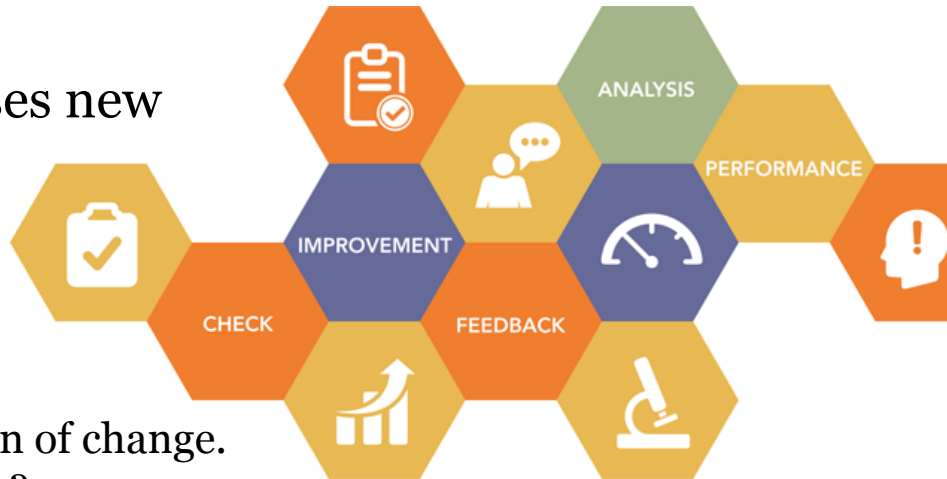 ses new
ANALYSIS
PERFORMANCE
IMPROVEMENT
CHECK
FEEDBACK
n of change.